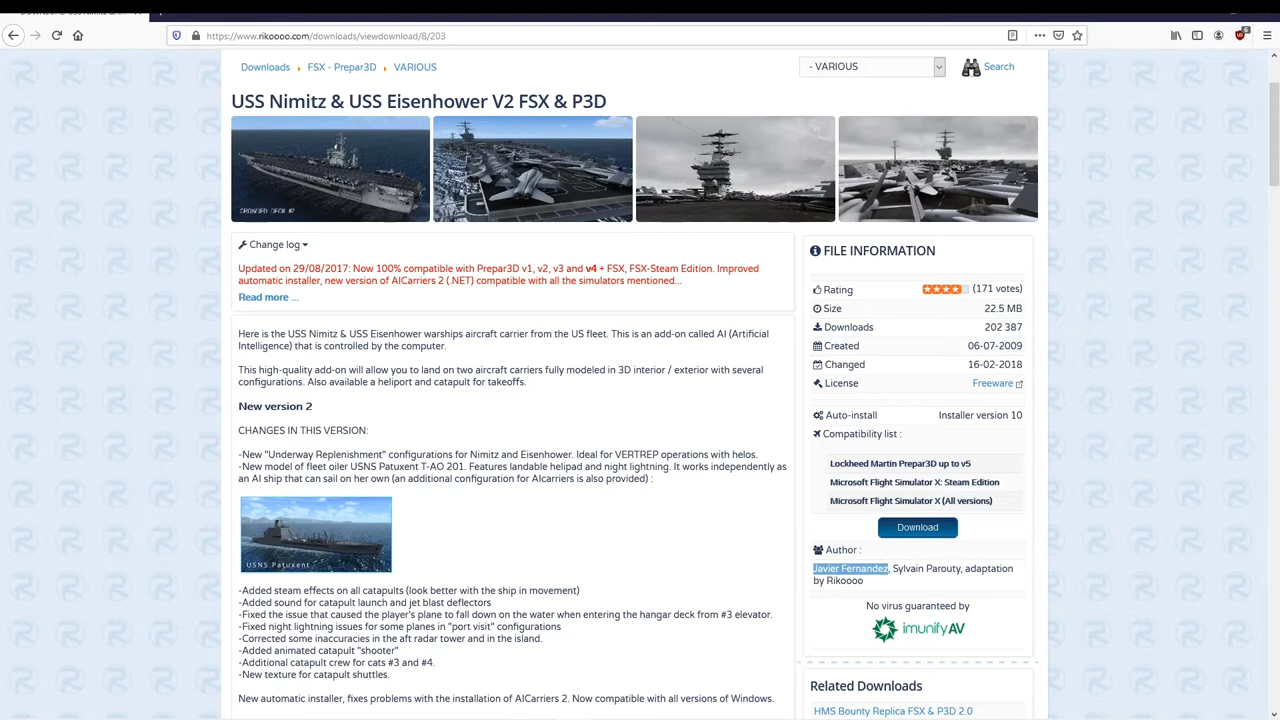 https://www.rikoooo.com/downloads/viewdownload/8/203
Downloads FSX - Prepar3D VARIOUS
- VARIOUS
Search
USS Nimitz & USS Eisenhower V2 FSX & P3D
DROWNED DECK #2
Change log
Updated on 29/08/2017: Now 100% compatible with Prepar3D v1, v2, v3 and v4 + FSX, FSX-Steam Edition. Improved
automatic installer, new version of AICarriers 2 (.NET) compatible with all the simulators mentioned...
Read more ...
Here is the USS Nimitz & USS Eisenhower warships aircraft carrier from the US fleet. This is an add-on called AI (Artificial
Intelligence) that is controlled by the computer.
This high-quality add-on will allow you to land on two aircraft carriers fully modeled in 3D interior / exterior with several
configurations. Also available a heliport and catapult for takeoffs.
New version 2
CHANGES IN THIS VERSION:
-New "Underway Replenishment" configurations for Nimitz and Eisenhower. Ideal for VERTREP operations with helos.
-New model of fleet oiler USNS Patuxent T-AO 201. Features landable helipad and night lightning. It works independently as
an AI ship that can sail on her own (an additional configuration for AIcarriers is also provided) :
USNS Patuxent
-Added steam effects on all catapults (look better with the ship in movement)
-Added sound for catapult launch and jet blast deflectors
-Fixed the issue that caused the player's plane to fall down on the water when entering the hangar deck from #3 elevator.
-Fixed night lightning issues for some planes in "port visit" configurations
-Corrected some inaccuracies in the aft radar tower and in the island.
-Added animated catapult "shooter"
-Additional catapult crew for cats #3 and #4.
-New texture for catapult shuttles.
New automatic installer, fixes problems with the installation of AICarriers 2. Now compatible with all versions of Windows.
FILE INFORMATION
Rating (171 votes)
Size 22.5 MB
Downloads 202 387
Created 06-07-2009
Changed 16-02-2018
License Freeware
Auto-install Installer version 10
Compatibility list :
Lockheed Martin Prepar3D up to v5
Microsoft Flight Simulator X: Steam Edition
Microsoft Flight Simulator X (All versions)
Download
Author :
Javier Fernandez, Sylvain Parouty, adaptation
by Rikoooo
No virus guaranteed by
imunifyAV
Related Downloads
HMS Bounty Replica FSX & P3D 2.0